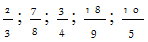 2/3 ; 7/8 ; 3/4 ; 18/9 ; 10/5